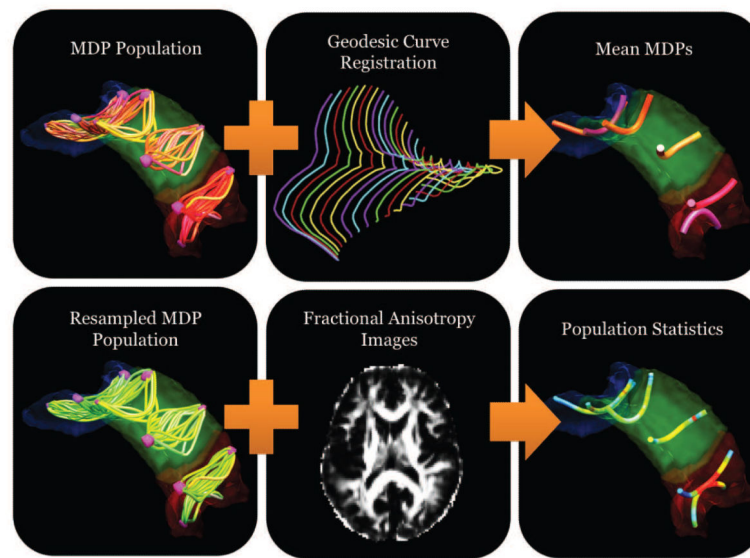 MDP Population
Geodesic Curve
Registration
Mean MDPs
Resampled MDP
Population
Fractional Anisotropy
Images
Population Statistics